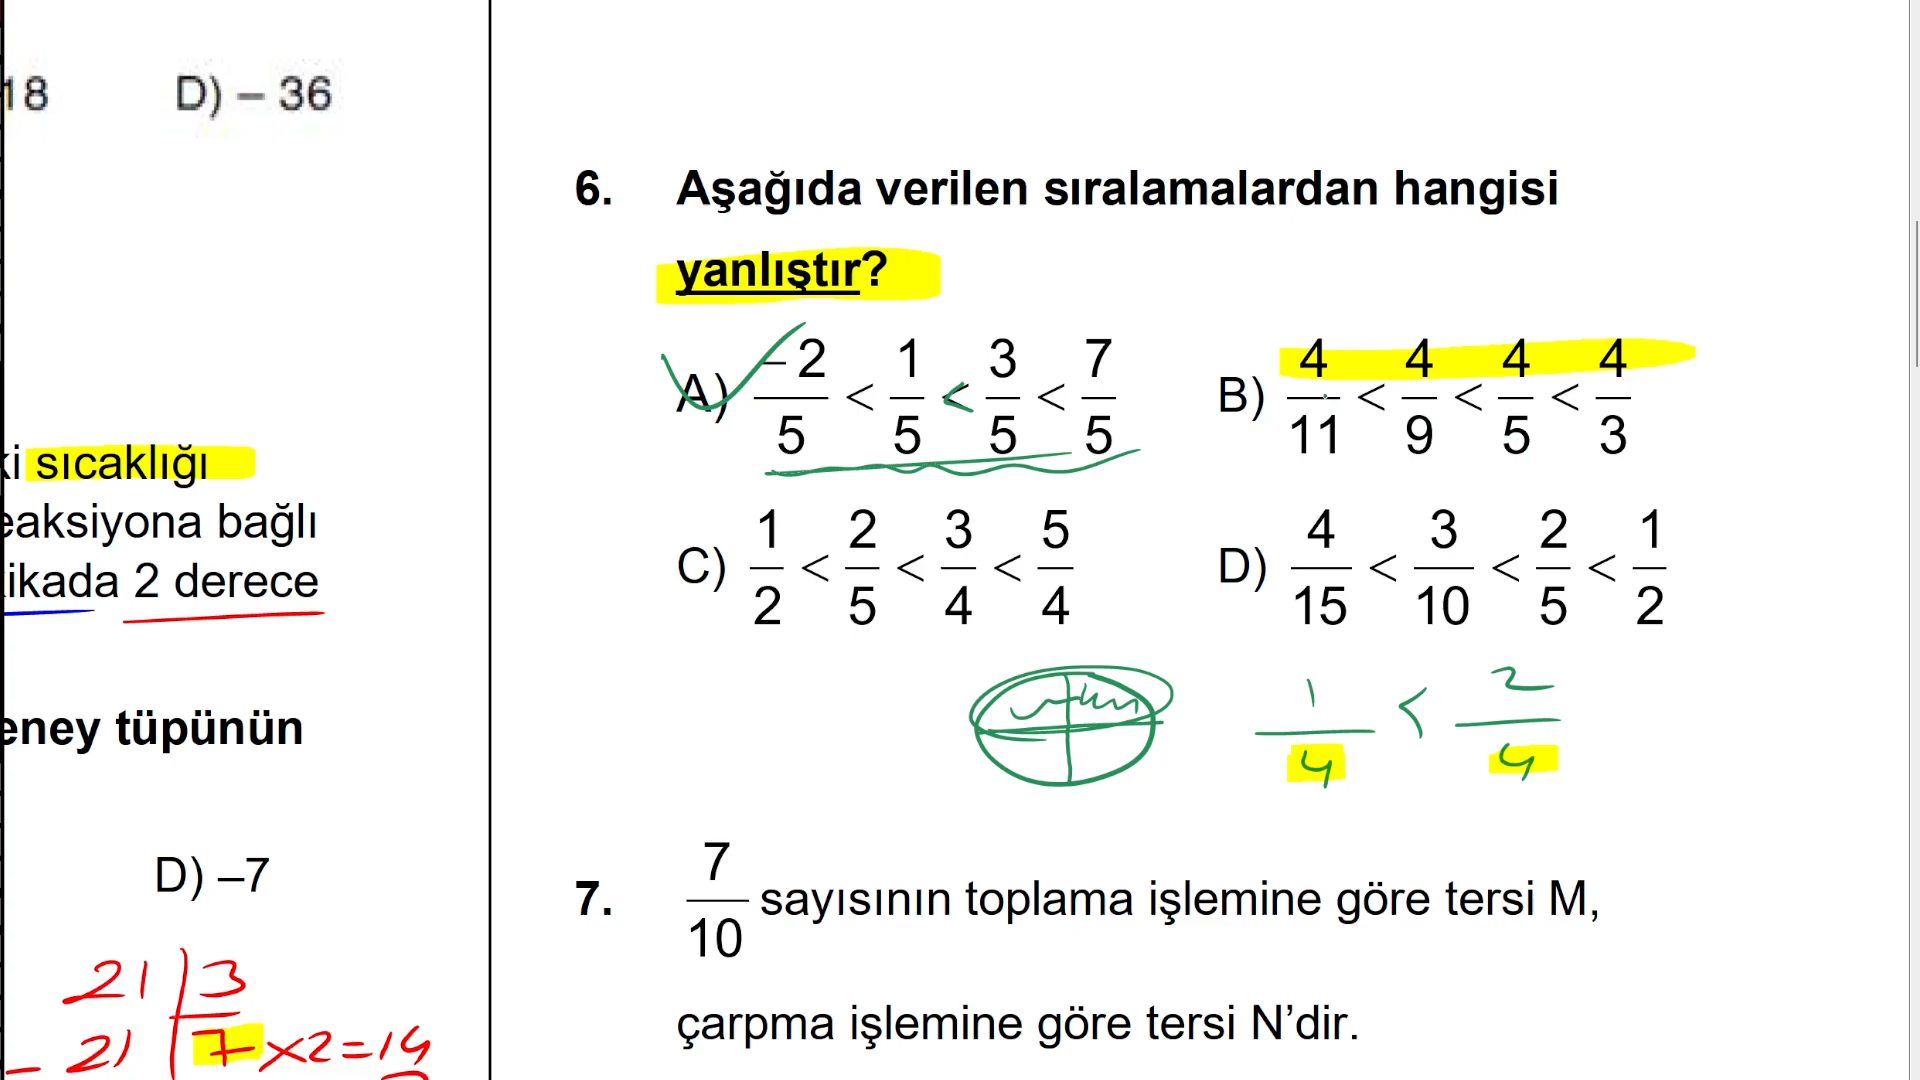 18 D) – 36
ki sıcaklığı
eaksiyona bağlı
ikada 2 derece
eney tüpünün
D) –7
21 3
– 21 7 x2=14
6. Aşağıda verilen sıralamalardan hangisi
yanlıştır?
A) –2/5 < 1/5 < 3/5 < 7/5 B) 4/11 < 4/9 < 4/5 < 4/3
C) 1/2 < 2/5 < 3/4 < 5/4 D) 4/15 < 3/10 < 2/5 < 1/2
1/4 < 2/4
7. 7/10 sayısının toplama işlemine göre tersi M,
çarpma işlemine göre tersi N’dir.